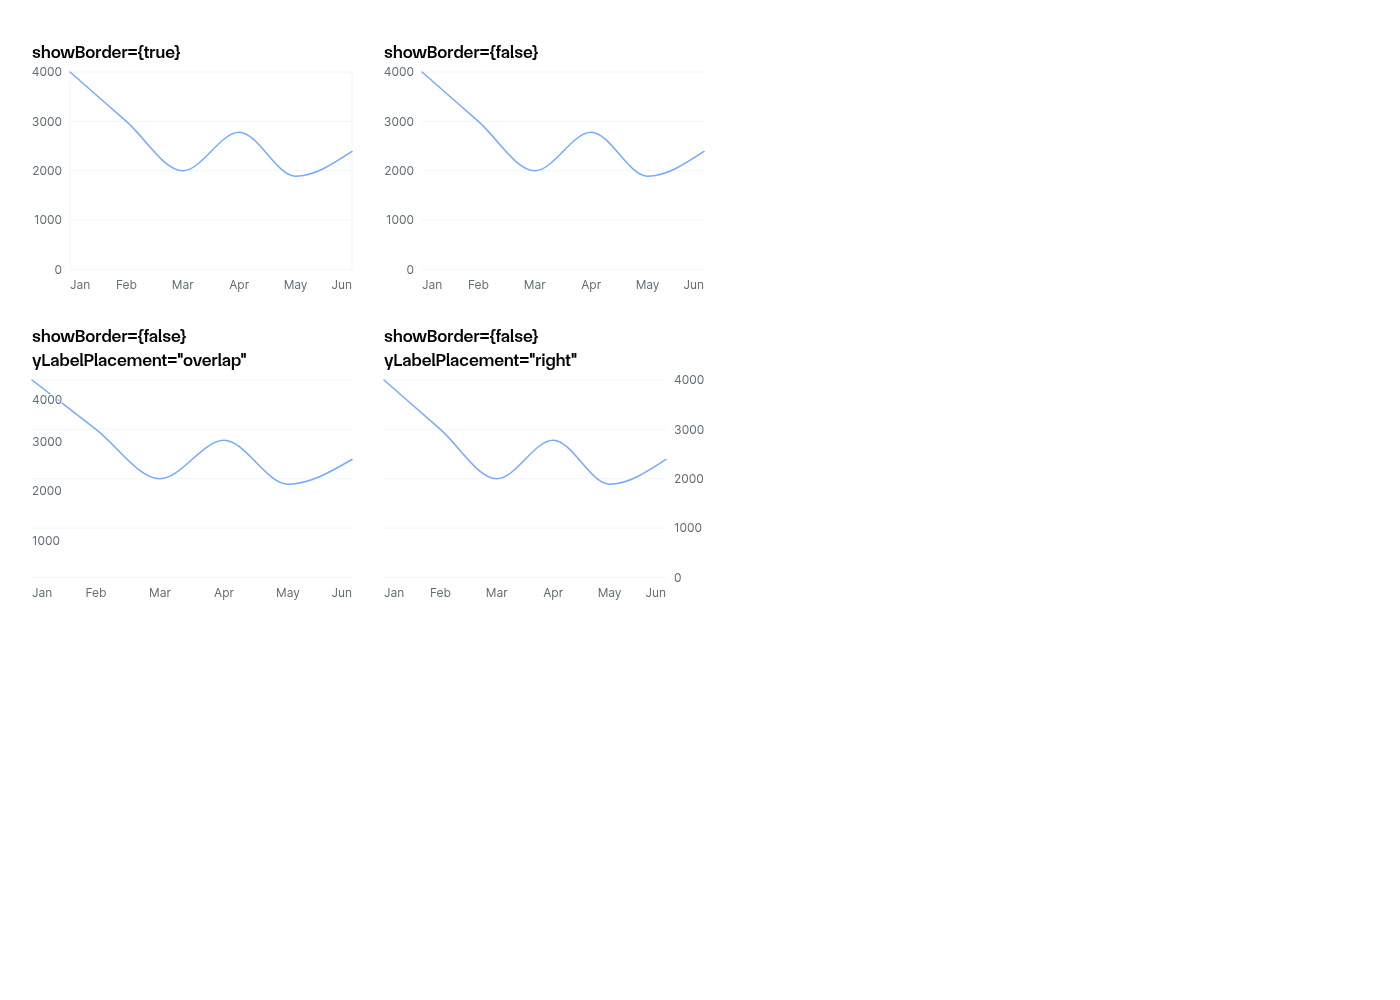 showBorder={true}
4000
3000
2000
1000
0
Jan Feb Mar Apr May Jun
showBorder={false}
4000
3000
2000
1000
0
Jan Feb Mar Apr May Jun
showBorder={false}
yLabelPlacement="overlap"
4000
3000
2000
1000
Jan Feb Mar Apr May Jun
showBorder={false}
yLabelPlacement="right"
4000
3000
2000
1000
0
Jan Feb Mar Apr May Jun